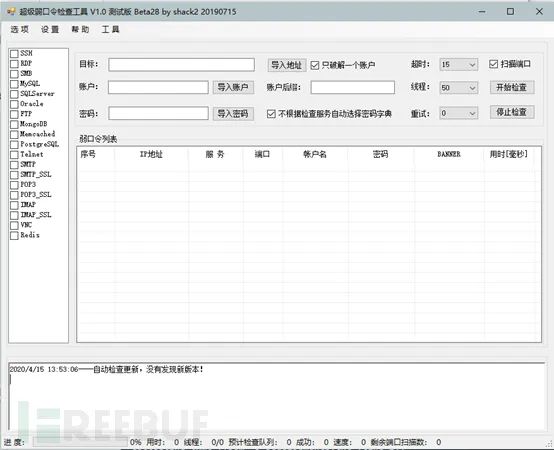 超级弱口令检查工具 V1.0 测试版 Beta28 by shack2 20190715
选项 设置 帮助 工具
SSH
RDP
SMB
MySQL
SQLServer
Oracle
FTP
MongoDB
Memcached
PostgreSQL
Telnet
SMTP
SMTP_SSL
POP3
POP3_SSL
IMAP
IMAP_SSL
VNC
Redis
目标: 导入地址 只破解一个账户 超时: 15 扫描端口
账户: 导入账户 账户后缀: 线程: 50 开始检查
密码: 导入密码 不根据检查服务自动选择密码字典 重试: 0 停止检查
弱口令列表
序号 IP地址 服 务 端口 帐户名 密码 BANNER 用时[毫秒]
2020/4/15 13:53:06----自动检查更新，没有发现新版本！
FREEBUF
进度: 0% 用时: 0 线程: 0/0 预计检查队列: 0 成功: 0 速度: 0 剩余端口扫描数: 0